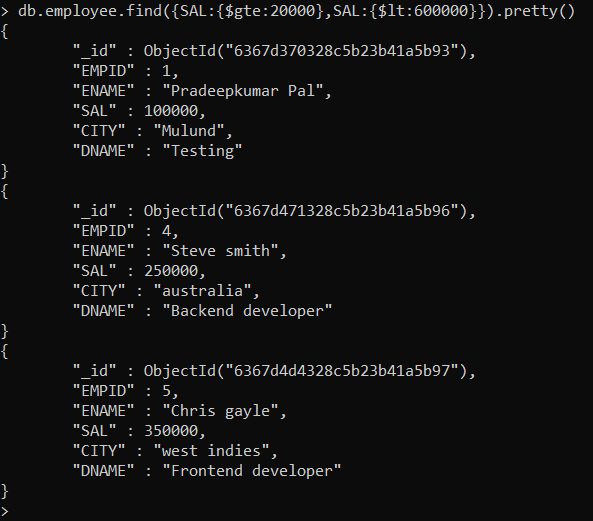 > db.employee.find({SAL:{$gte:20000},SAL:{$lt:600000}}).pretty()
{
        "_id" : ObjectId("6367d370328c5b23b41a5b93"),
        "EMPID" : 1,
        "ENAME" : "Pradeepkumar Pal",
        "SAL" : 100000,
        "CITY" : "Mulund",
        "DNAME" : "Testing"
}
{
        "_id" : ObjectId("6367d471328c5b23b41a5b96"),
        "EMPID" : 4,
        "ENAME" : "Steve smith",
        "SAL" : 250000,
        "CITY" : "australia",
        "DNAME" : "Backend developer"
}
{
        "_id" : ObjectId("6367d4d4328c5b23b41a5b97"),
        "EMPID" : 5,
        "ENAME" : "Chris gayle",
        "SAL" : 350000,
        "CITY" : "west indies",
        "DNAME" : "Frontend developer"
}
>